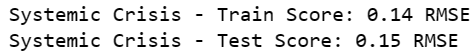 Systemic Crisis - Train Score: 0.14 RMSE
Systemic Crisis - Test Score: 0.15 RMSE